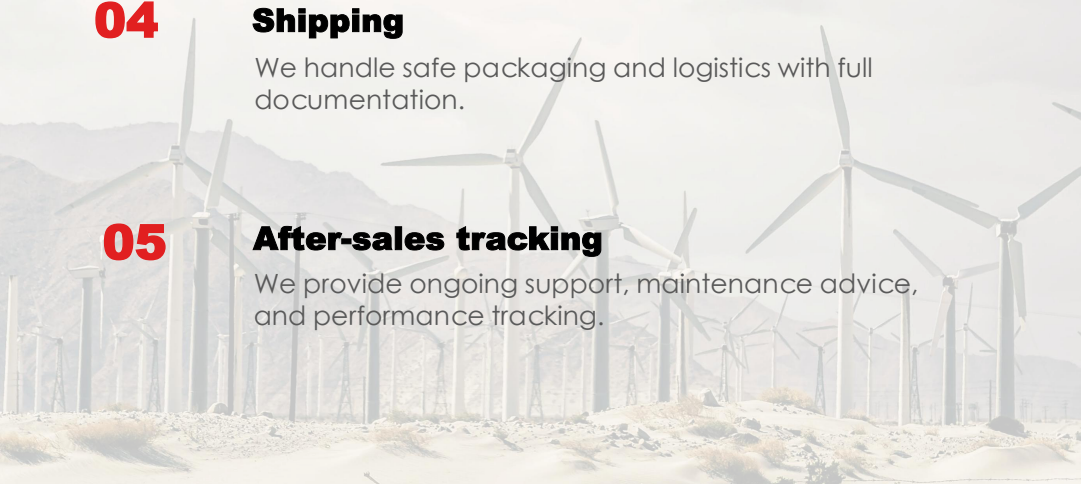 04 Shipping
We handle safe packaging and logistics with full
documentation.
05 After-sales tracking
We provide ongoing support, maintenance advice,
and performance tracking.